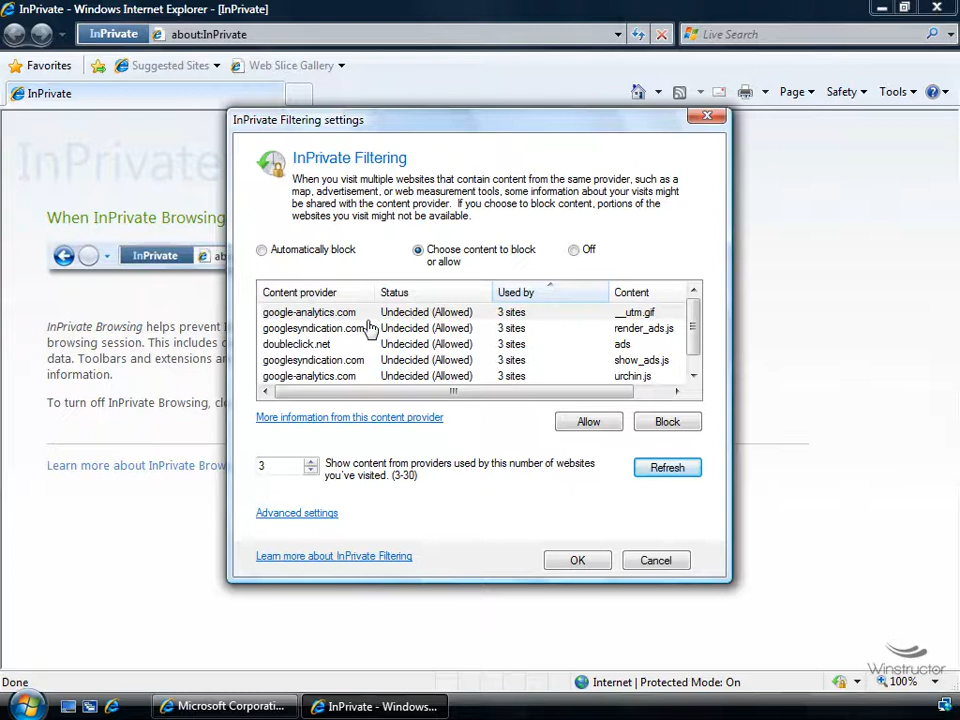 InPrivate - Windows Internet Explorer - [InPrivate]
InPrivate about:InPrivate Live Search
Favorites Suggested Sites Web Slice Gallery
InPrivate Page Safety Tools
InPrivate
When InPrivate Browsing
InPrivate
InPrivate Browsing helps prevent
browsing session. This includes
data. Toolbars and extensions
information.
To turn off InPrivate Browsing,
Learn more about InPrivate
InPrivate Filtering settings
InPrivate Filtering
When you visit multiple websites that contain content from the same provider, such as a
map, advertisement, or web measurement tools, some information about your visits might
be shared with the content provider. If you choose to block content, portions of the
websites you visit might not be available.
Automatically block Choose content to block Off
or allow
Content provider Status Used by Content
google-analytics.com Undecided (Allowed) 3 sites __utm.gif
googlesyndication.com Undecided (Allowed) 3 sites render_ads.js
doubleclick.net Undecided (Allowed) 3 sites ads
googlesyndication.com Undecided (Allowed) 3 sites show_ads.js
google-analytics.com Undecided (Allowed) 3 sites urchin.js
More information from this content provider Allow Block
3 Show content from providers used by this number of websites Refresh
you've visited. (3-30)
Advanced settings
Learn more about InPrivate Filtering OK Cancel
Winstructor
Done Internet | Protected Mode: On 100%
Microsoft Corporati... InPrivate - Windows...